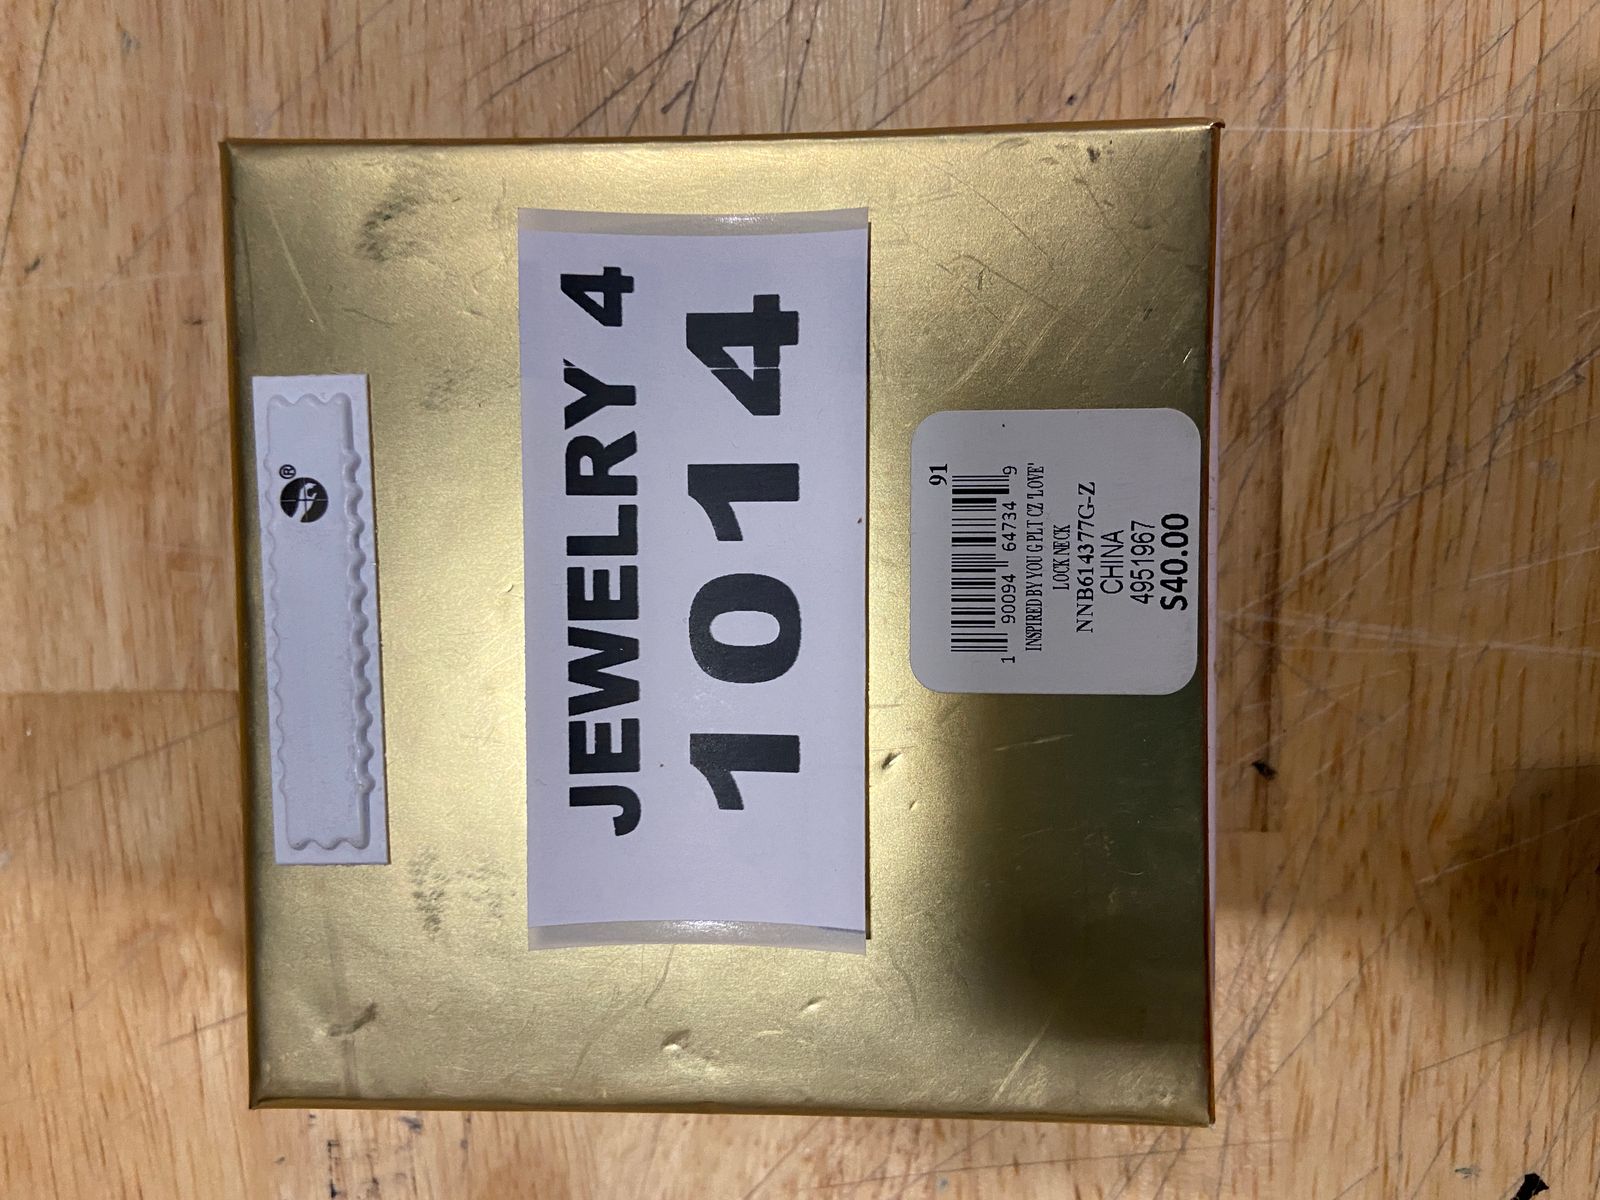 ®
JEWELRY 4
1014
91
1 90094 64734 9
INSPIRED BY YOU G PLT CZ 'LOVE'
LOCK NECK
NNB614377G-Z
CHINA
4951967
$40.00